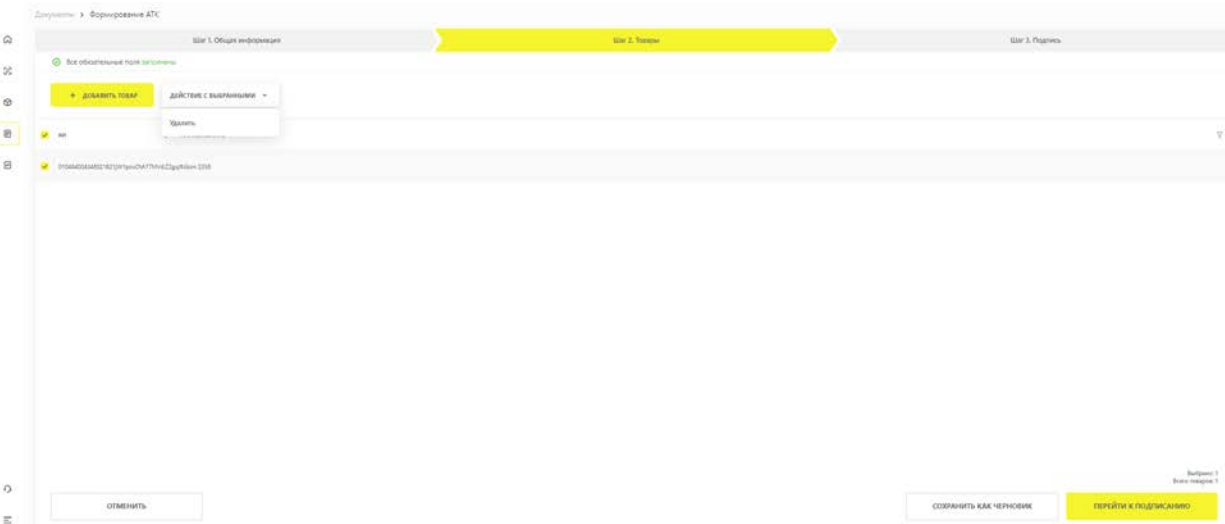 Документы > Формирование АТК
Шаг 1. Общая информация
Шаг 2. Товары
Шаг 3. Подпись
Все обязательные поля заполнены
+ ДОБАВИТЬ ТОВАР
ДЕЙСТВИЕ С ВЫБРАННЫМИ
Удалить
Выбрано: 1
Всего товаров: 1
ОТМЕНИТЬ
СОХРАНИТЬ КАК ЧЕРНОВИК
ПЕРЕЙТИ К ПОДПИСАНИЮ